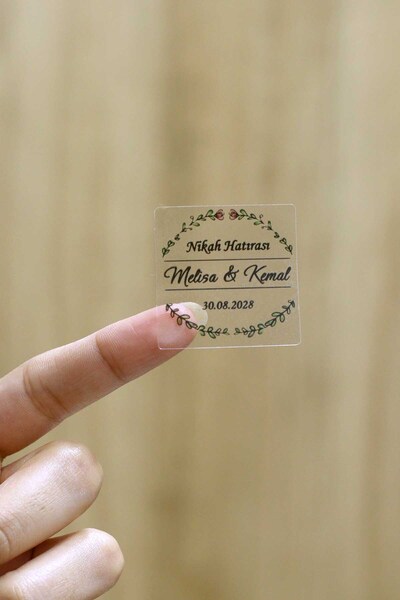 Nikah Hatırası
Melisa & Kemal
30.08.2028